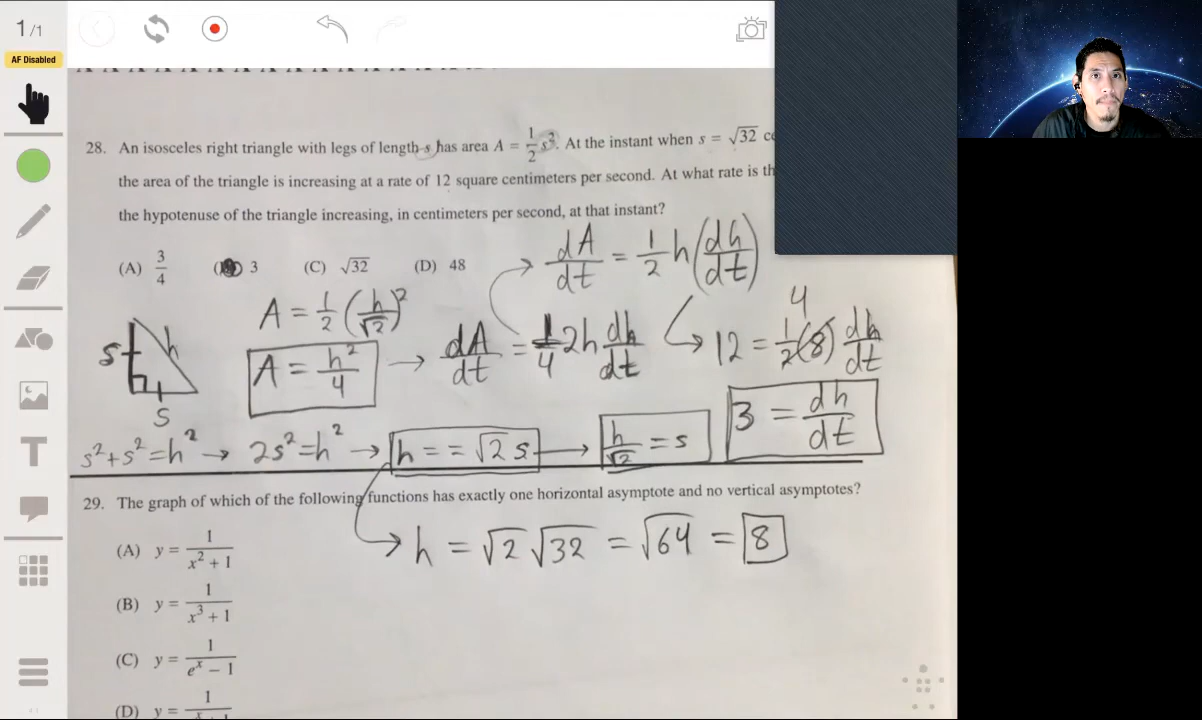 1/1
AF Disabled
28. An isosceles right triangle with legs of length s has area A = 1/2 s². At the instant when s = √32
the area of the triangle is increasing at a rate of 12 square centimeters per second. At what rate is
the hypotenuse of the triangle increasing, in centimeters per second, at that instant?
(A) 3/4 3 (C) √32 (D) 48
dA/dt = 1/2 h (dh/dt)
A = 1/2 (h/√2)²
A = h²/4 → dA/dt = 1/4 2h dh/dt
4
12 = 1/2 (8) dh/dt
3 = dh/dt
s h
s
s² + s² = h² → 2s² = h² → h = = √2 s → h/√2 = s
29. The graph of which of the following functions has exactly one horizontal asymptote and no vertical asymptotes?
→ h = √2 √32 = √64 = 8
(A) y = 1/(x² + 1)
(B) y = 1/(x³ + 1)
(C) y = 1/(eˣ − 1)
(D) y =
T